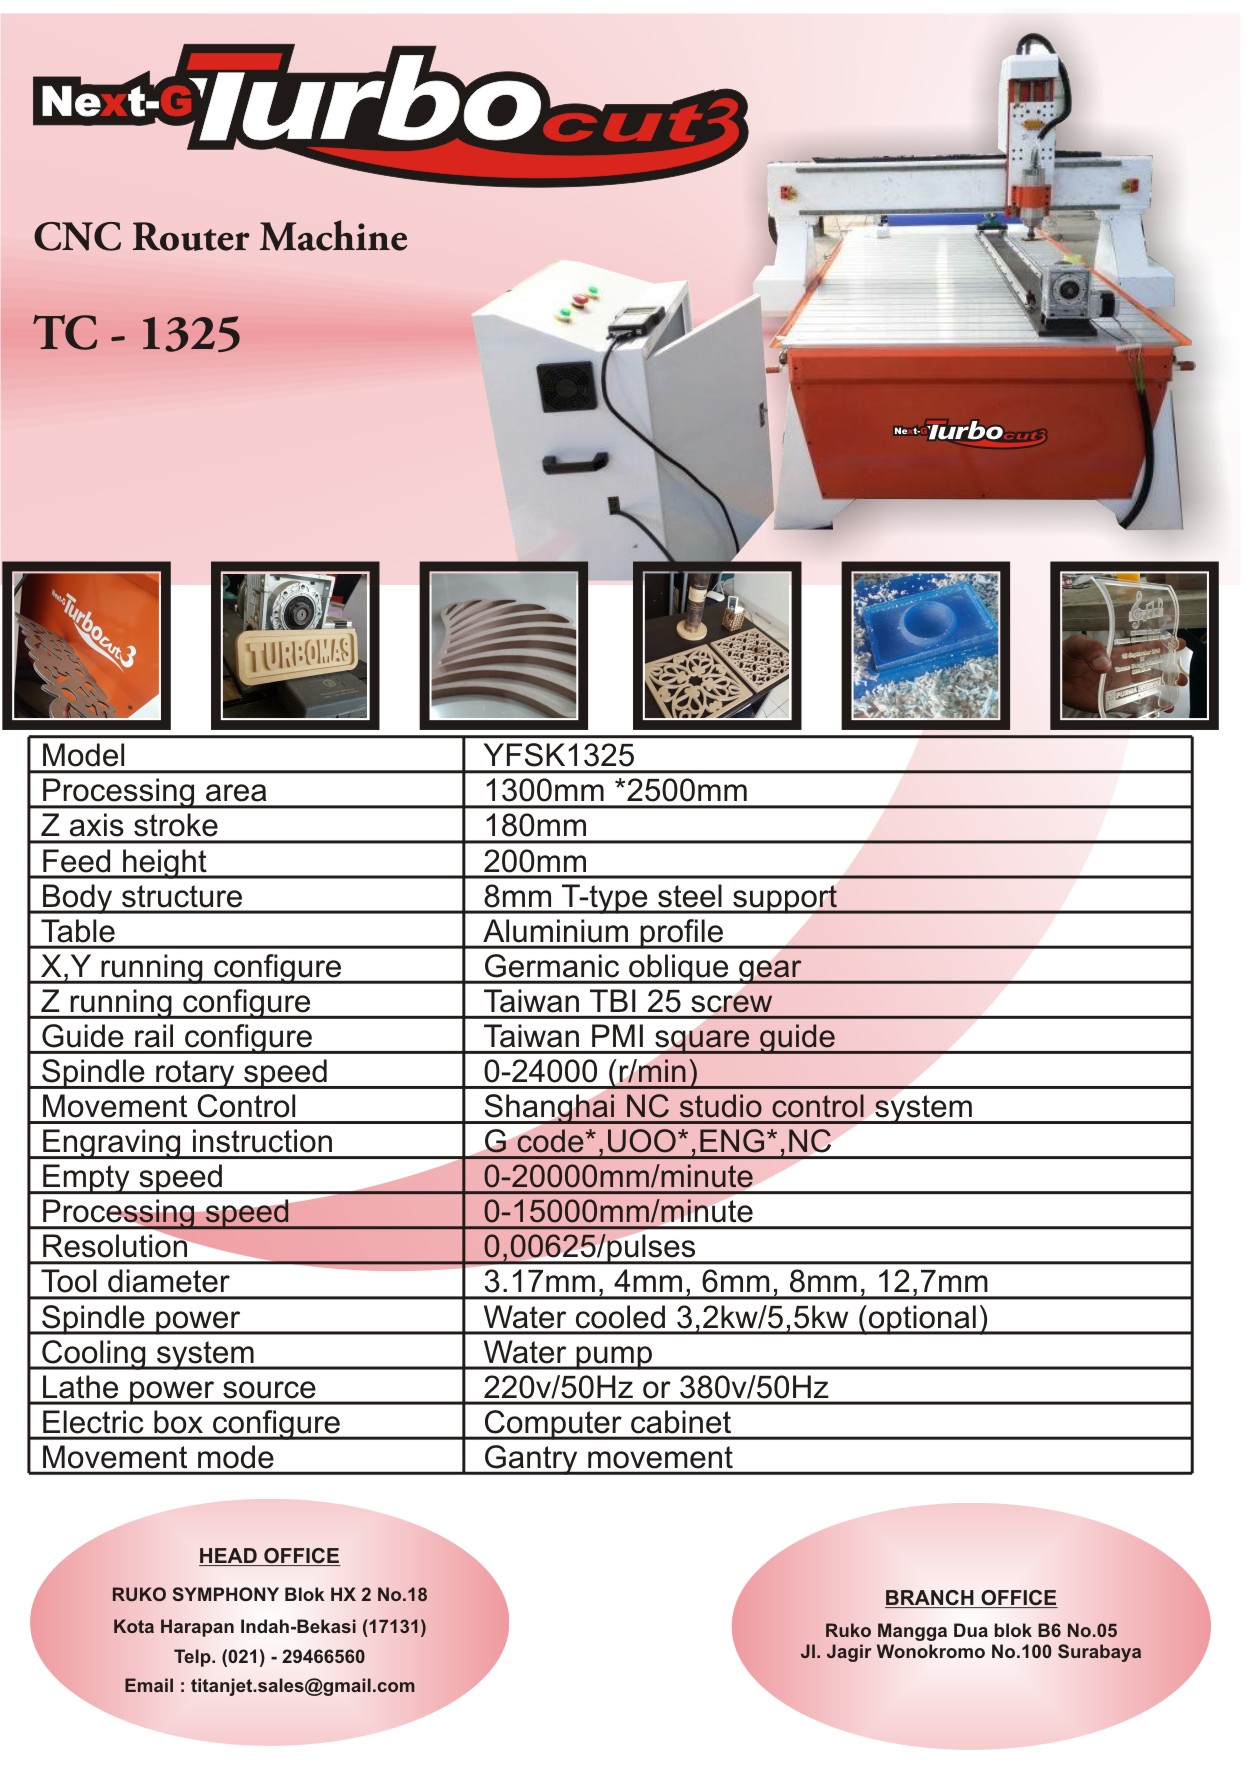 Next-G Turbo cut3
CNC Router Machine
TC - 1325
Next-G Turbo cut3
Next-G Turbo cut3
TURBOMAS
Model YFSK1325
Processing area 1300mm *2500mm
Z axis stroke 180mm
Feed height 200mm
Body structure 8mm T-type steel support
Table Aluminium profile
X,Y running configure Germanic oblique gear
Z running configure Taiwan TBI 25 screw
Guide rail configure Taiwan PMI square guide
Spindle rotary speed 0-24000 (r/min)
Movement Control Shanghai NC studio control system
Engraving instruction G code*,UOO*,ENG*,NC
Empty speed 0-20000mm/minute
Processing speed 0-15000mm/minute
Resolution 0,00625/pulses
Tool diameter 3.17mm, 4mm, 6mm, 8mm, 12,7mm
Spindle power Water cooled 3,2kw/5,5kw (optional)
Cooling system Water pump
Lathe power source 220v/50Hz or 380v/50Hz
Electric box configure Computer cabinet
Movement mode Gantry movement
HEAD OFFICE
RUKO SYMPHONY Blok HX 2 No.18
Kota Harapan Indah-Bekasi (17131)
Telp. (021) - 29466560
Email : titanjet.sales@gmail.com
BRANCH OFFICE
Ruko Mangga Dua blok B6 No.05
Jl. Jagir Wonokromo No.100 Surabaya